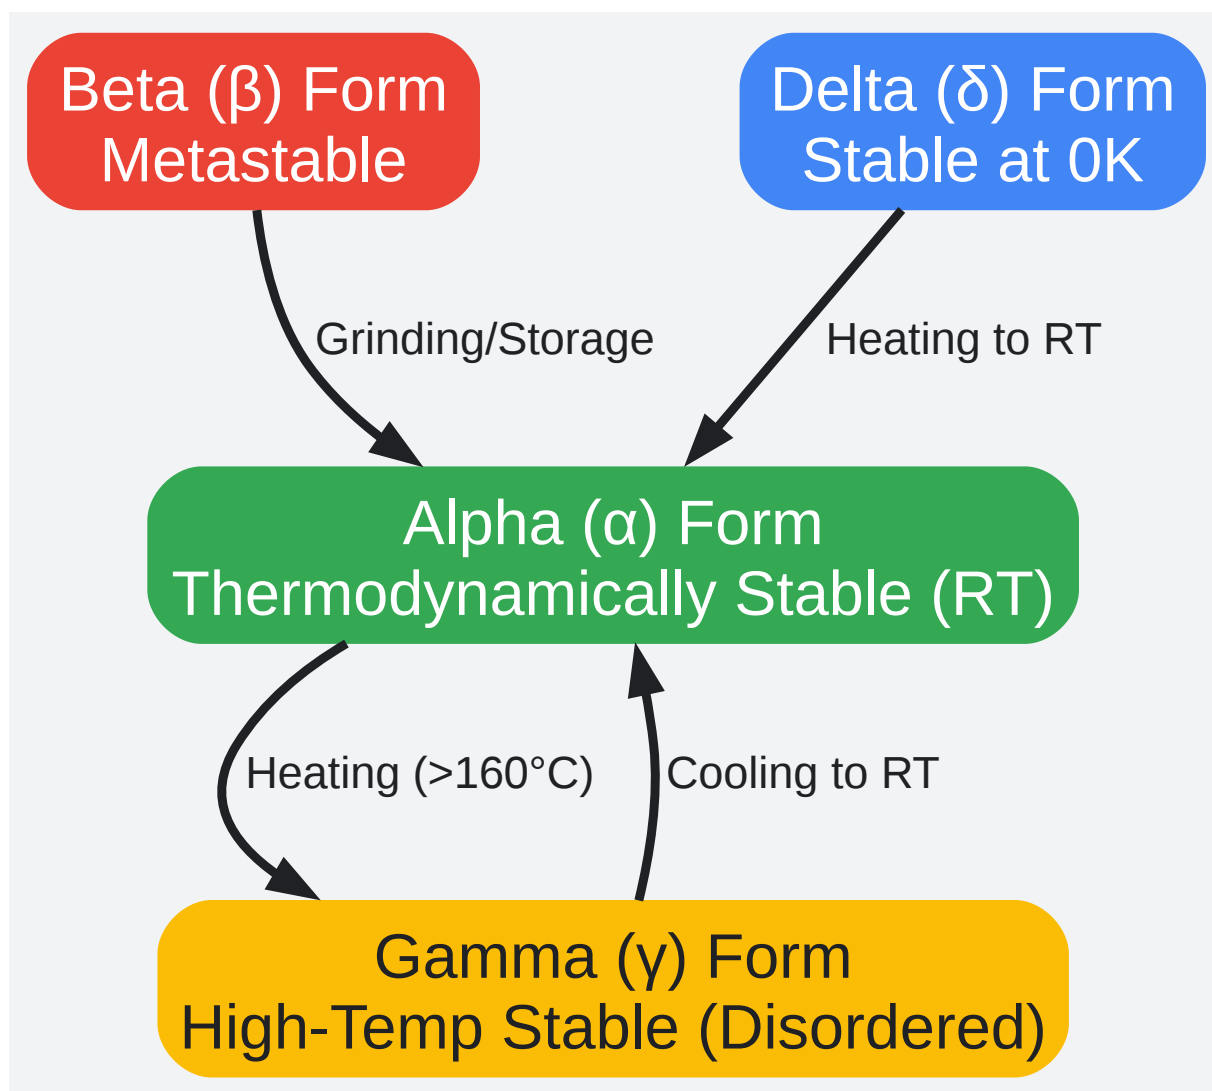 Beta (β) Form
Metastable
Delta (δ) Form
Stable at 0K
Grinding/Storage
Heating to RT
Alpha (α) Form
Thermodynamically Stable (RT)
Heating (>160°C)
Cooling to RT
Gamma (γ) Form
High-Temp Stable (Disordered)